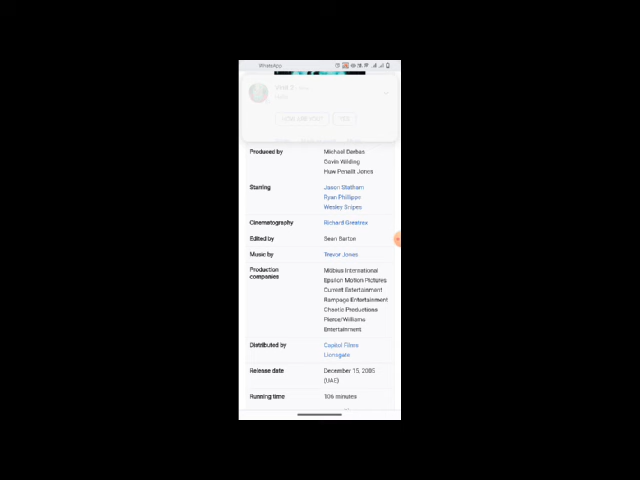 WhatsApp
Produced by
Michael Derbas
Gavin Wilding
Huw Penallt Jones
Starring
Jason Statham
Ryan Phillippe
Wesley Snipes
Cinematography
Richard Greatrex
Edited by
Sean Barton
Music by
Trevor Jones
Production
companies
Mobius International
Epsilon Motion Pictures
Current Entertainment
Rampage Entertainment
Chaotic Productions
Pierce/Williams
Entertainment
Distributed by
Capitol Films
Lionsgate
Release date
December 15, 2005
(UAE)
Running time
106 minutes